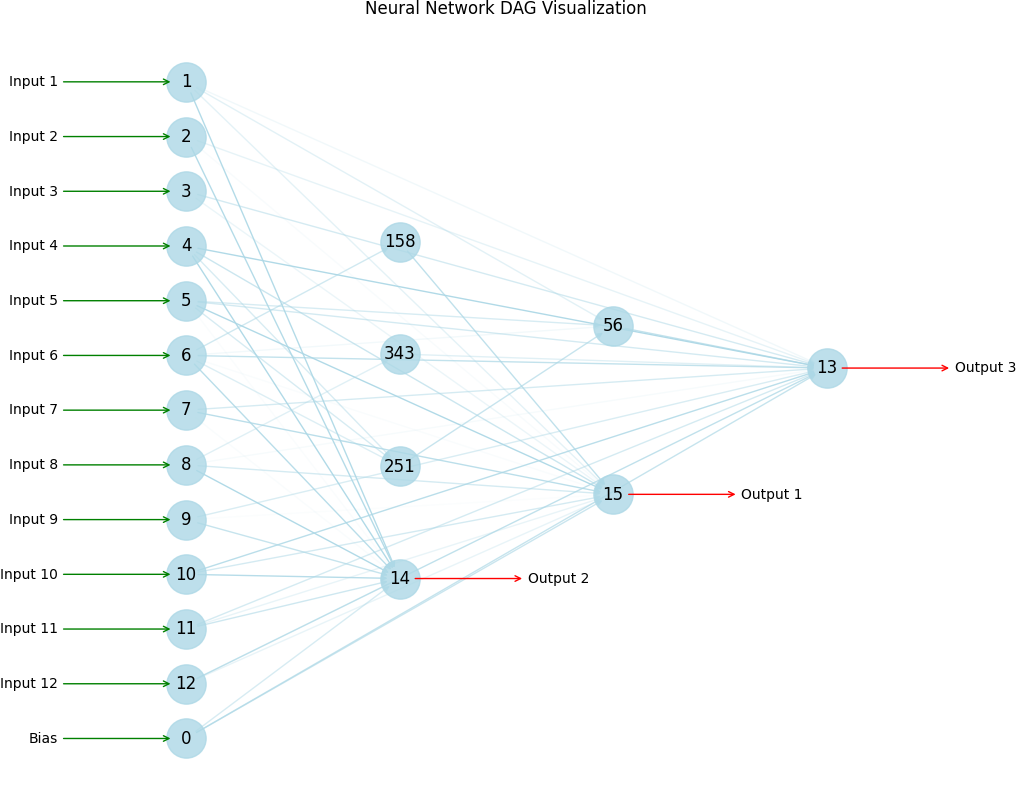 Neural Network DAG Visualization
Input 1
1
Input 2
2
Input 3
3
Input 4
4
158
Input 5
5
56
Input 6
6
343
13
Output 3
Input 7
7
Input 8
8
251
15
Output 1
Input 9
9
Input 10
10
14
Output 2
Input 11
11
Input 12
12
Bias
0